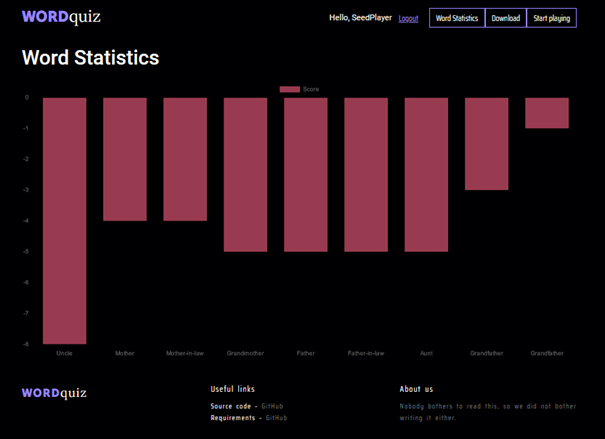 WORDquiz
Hello, SeedPlayer Logout Word Statistics Download Start playing
Word Statistics
Score
0
-1
-2
-3
-4
-5
-6
-7
-8
Uncle Mother Mother-in-law Grandmother Father Father-in-law Aunt Grandfather Grandfather
WORDquiz
Useful links
Source code - GitHub
Requirements - GitHub
About us
Nobody bothers to read this, so we did not bother
writing it either.